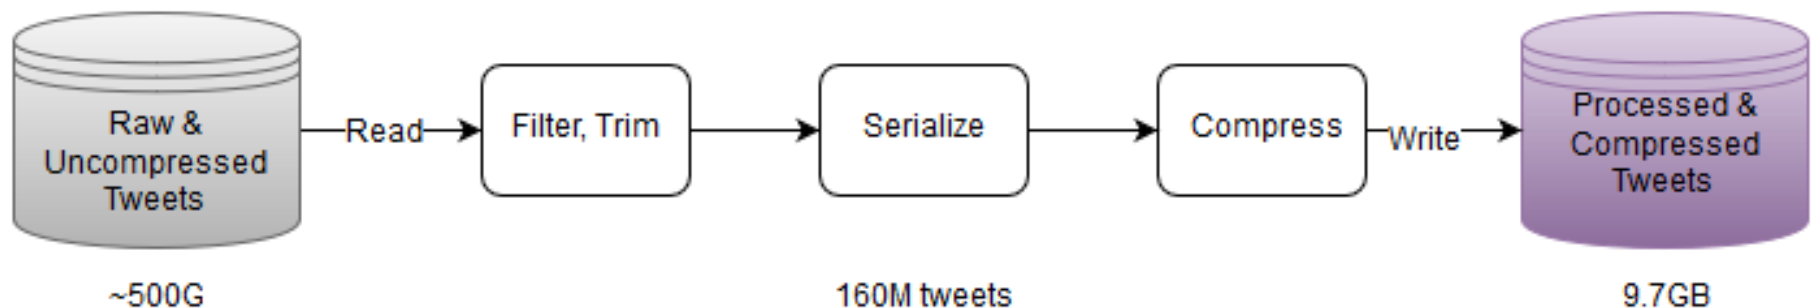 Raw &
Uncompressed
Tweets
Read
Filter, Trim
Serialize
Compress
Write
Processed &
Compressed
Tweets
~500G
160M tweets
9.7GB